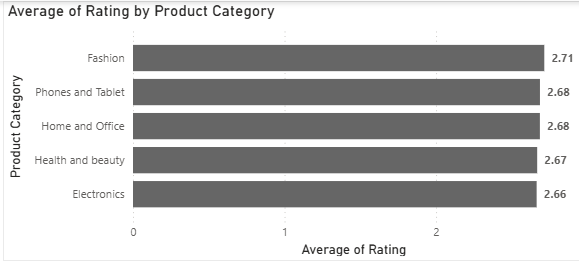 Average of Rating by Product Category
Product Category
Fashion 2.71
Phones and Tablet 2.68
Home and Office 2.68
Health and beauty 2.67
Electronics 2.66
0 1 2
Average of Rating